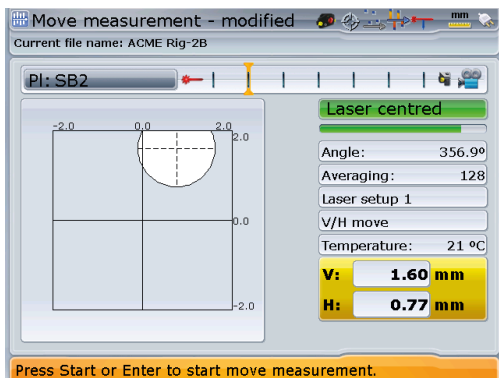 Move measurement - modified
mm
Current file name: ACME Rig-2B
Pl: SB2
Laser centred
-2.0 0.0 2.0
2.0
0.0
-2.0
Angle: 356.9º
Averaging: 128
Laser setup 1
V/H move
Temperature: 21 ºC
V: 1.60 mm
H: 0.77 mm
Press Start or Enter to start move measurement.